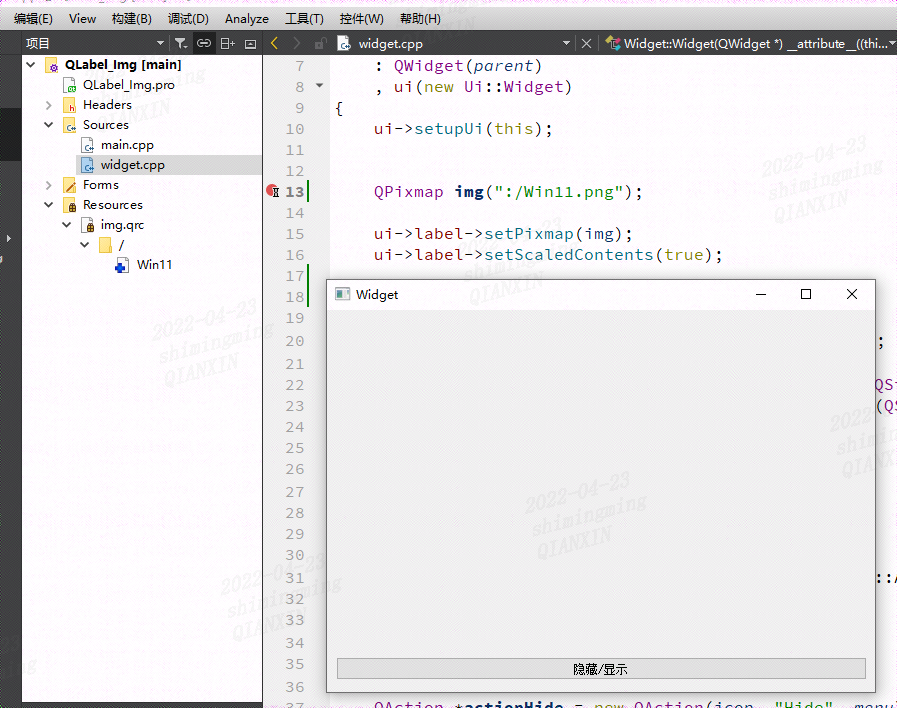 编辑(E) View 构建(B) 调试(D) Analyze 工具(T) 控件(W) 帮助(H)
项目
widget.cpp
Widget::Widget(QWidget *) __attribute__((thi...
QLabel_Img [main]
QLabel_Img.pro
Headers
Sources
main.cpp
widget.cpp
Forms
Resources
img.qrc
/
Win11
7 : QWidget(parent)
8 , ui(new Ui::Widget)
9 {
10 ui->setupUi(this);
11
12
13 QPixmap img(":/Win11.png");
14
15 ui->label->setPixmap(img);
16 ui->label->setScaledContents(true);
17
18
19
20 ;
21
22 QSt
23 (QS
24
25
26
27
28
29
30
31 ::A
32
33
34
35
36
37 QAction *actionHide = new QAction(icon, "Hide", menu
Widget
隐藏/显示
2022-04-23
shimingming
QIANXIN